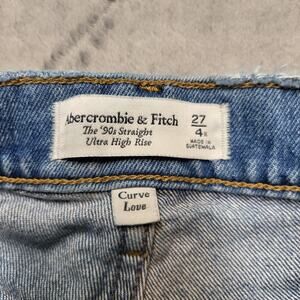 Abercrombie & Fitch
The '90s Straight
Ultra High Rise
27
4R
MADE IN
GUATEMALA
Curve
Love